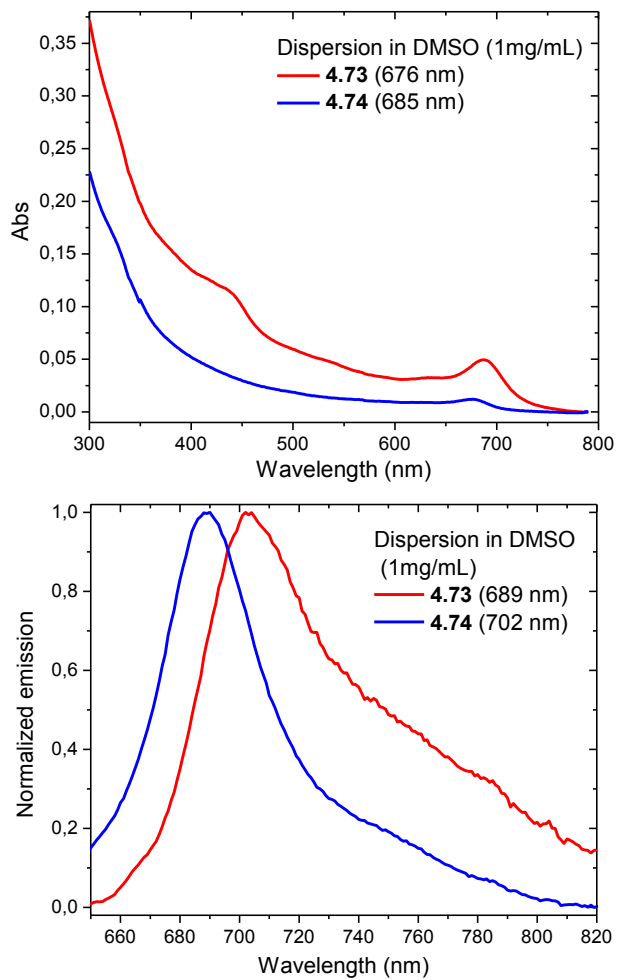 Dispersion in DMSO (1mg/mL)
4.73 (676 nm)
4.74 (685 nm)
0,35
0,30
0,25
0,20
0,15
0,10
0,05
0,00
Abs
300 400 500 600 700 800
Wavelength (nm)
Dispersion in DMSO
(1mg/mL)
4.73 (689 nm)
4.74 (702 nm)
1,0
0,8
0,6
0,4
0,2
0,0
Normalized emission
660 680 700 720 740 760 780 800 820
Wavelength (nm)